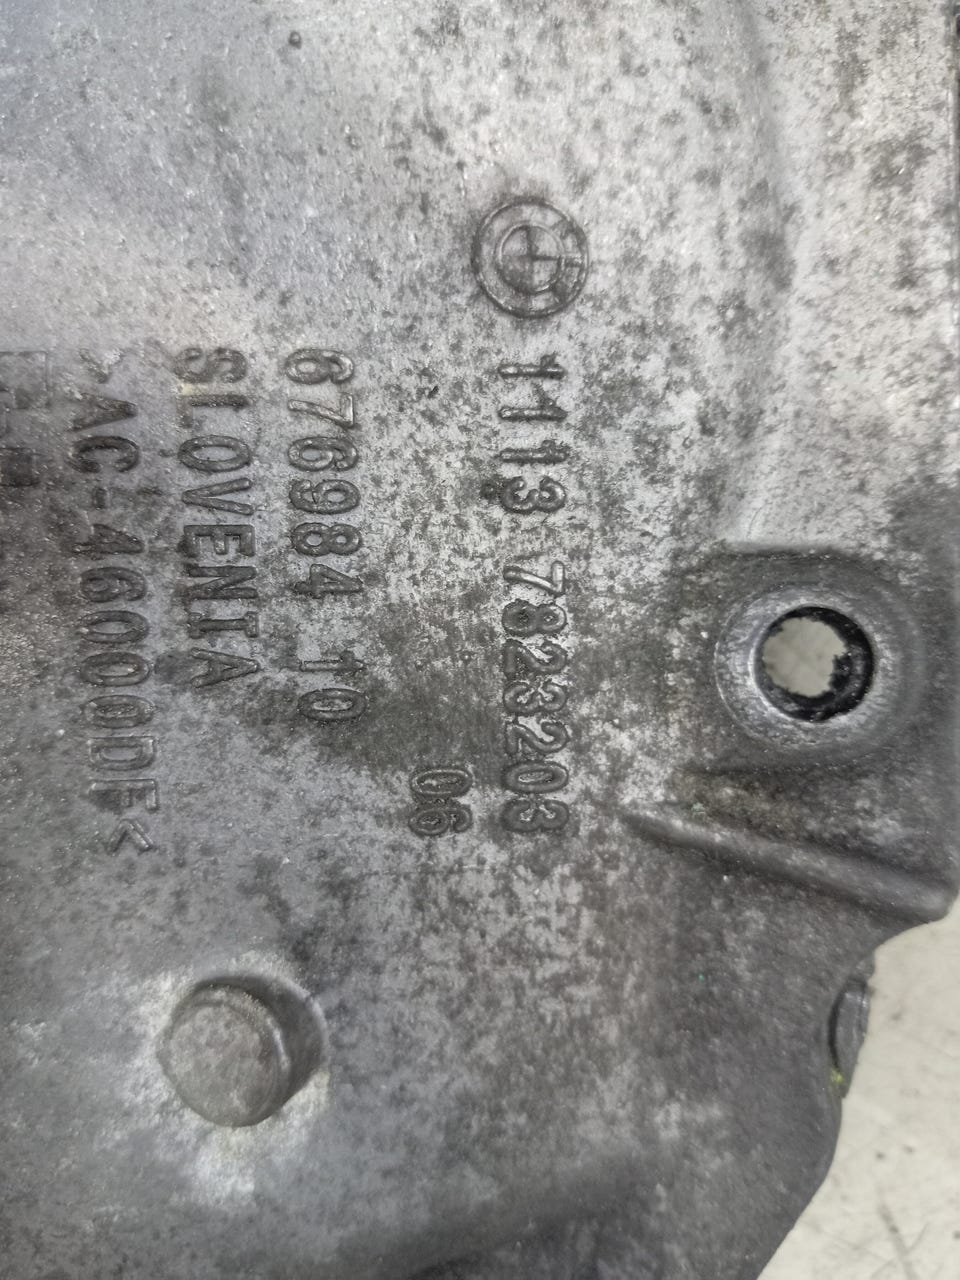 1113 7823203
06
6769984 10
SLOVENIA
>AC-46000DF<